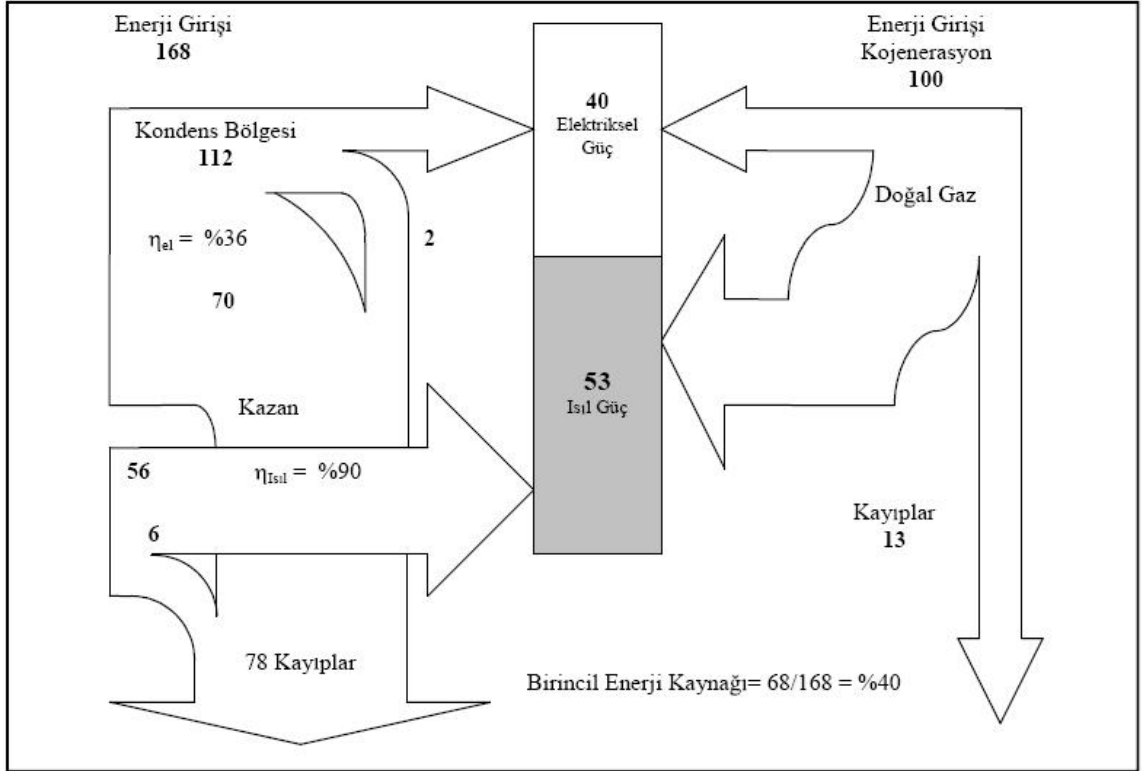 Enerji Girişi
168
Enerji Girişi
Kojenerasyon
100
40
Elektriksel
Güç
Kondens Bölgesi
112
Doğal Gaz
ηel = %36
2
70
53
Isıl Güç
Kazan
56
ηIsıl = %90
6
Kayıplar
13
78 Kayıplar
Birincil Enerji Kaynağı= 68/168 = %40